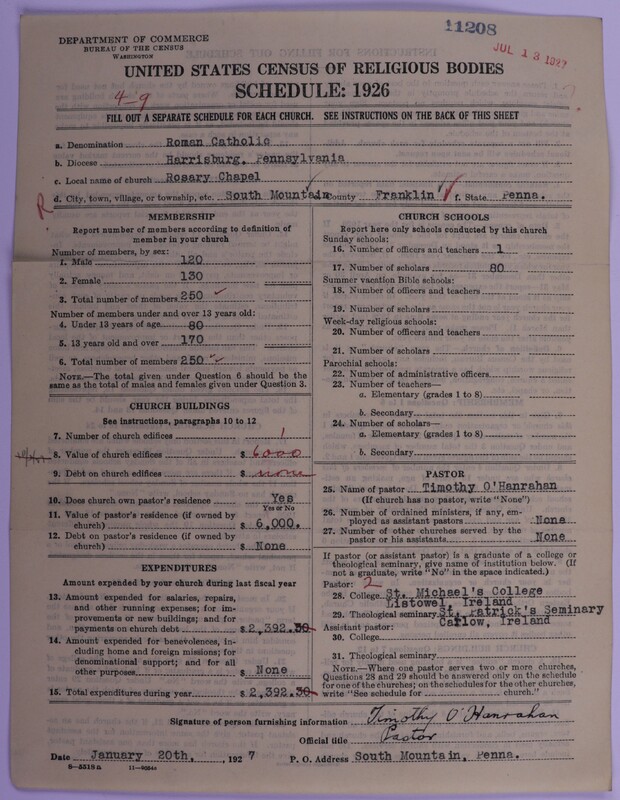 11208
JUL 13 1927
DEPARTMENT OF COMMERCE
BUREAU OF THE CENSUS
WASHINGTON
UNITED STATES CENSUS OF RELIGIOUS BODIES
SCHEDULE: 1926
4-9
FILL OUT A SEPARATE SCHEDULE FOR EACH CHURCH. SEE INSTRUCTIONS ON THE BACK OF THIS SHEET
a. Denomination Roman Catholic
b. Diocese Harrisburg, Pennsylvania
c. Local name of church Rosary Chapel
R d. City, town, village, or township, etc. South Mountain e. County Franklin f. State Penna.
MEMBERSHIP
Report number of members according to definition of member in your church
Number of members, by sex:
1. Male 120
2. Female 130
3. Total number of members 250
Number of members under and over 13 years old:
4. Under 13 years of age 80
5. 13 years old and over 170
6. Total number of members 250
NOTE.—The total given under Question 6 should be the
same as the total of males and females given under Question 3.
CHURCH BUILDINGS
See instructions, paragraphs 10 to 12
7. Number of church edifices 1
8. Value of church edifices $ 6000
9. Debt on church edifices $ none
10. Does church own pastor's residence Yes
Yes or No
11. Value of pastor's residence (if owned by
church) $ 6,000.
12. Debt on pastor's residence (if owned by
church) $ None
EXPENDITURES
Amount expended by your church during last fiscal year
13. Amount expended for salaries, repairs,
and other running expenses; for im-
provements or new buildings; and for
payments on church debt $ 2,392.30
14. Amount expended for benevolences, in-
cluding home and foreign missions; for
denominational support; and for all
other purposes $ None
15. Total expenditures during year $ 2,392.30
CHURCH SCHOOLS
Report here only schools conducted by this church
Sunday schools:
16. Number of officers and teachers 1
17. Number of scholars 80
Summer vacation Bible schools:
18. Number of officers and teachers
19. Number of scholars
Week-day religious schools:
20. Number of officers and teachers
21. Number of scholars
Parochial schools:
22. Number of administrative officers
23. Number of teachers—
a. Elementary (grades 1 to 8)
b. Secondary
24. Number of scholars—
a. Elementary (grades 1 to 8)
b. Secondary
PASTOR
25. Name of pastor Timothy O'Hanrahan
(If church has no pastor, write "None")
26. Number of ordained ministers, if any, em-
ployed as assistant pastors None
27. Number of other churches served by the
pastor or his assistants None
If pastor (or assistant pastor) is a graduate of a college or
theological seminary, give name of institution below. (If
not a graduate, write "No" in the space indicated.)
Pastor: 2
28. College St. Michael's College
Listowel, Ireland
29. Theological seminary St. Patrick's Seminary
Carlow, Ireland
Assistant pastor:
30. College
31. Theological seminary
NOTE.—Where one pastor serves two or more churches,
Questions 28 and 29 should be answered only on the schedule
for one of the churches; on the schedules for the other churches,
write "See schedule for church."
Signature of person furnishing information Timothy O'Hanrahan
Official title Pastor
Date January 20th, , 1927 P. O. Address South Mountain, Penna.